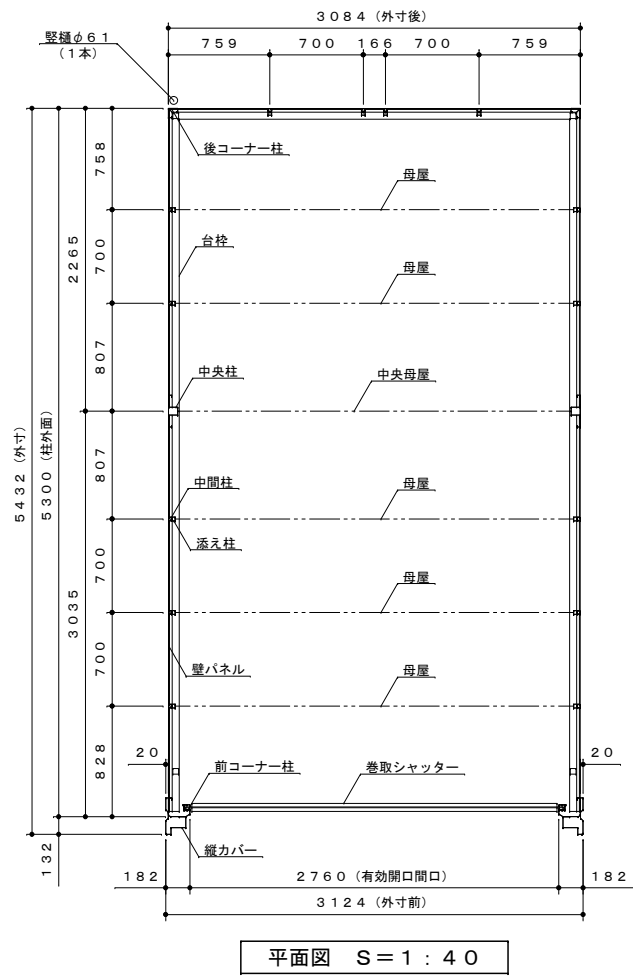 ３０８４（外寸後）
７５９　７００　１６６　７００　７５９
竪樋φ６１
（１本）
後コーナー柱
母屋
台枠
母屋
中央柱
中央母屋
中間柱
母屋
添え柱
母屋
壁パネル
母屋
７５８
７００
８０７
８０７
７００
７００
８２８
２２６５
３０３５
５３００（柱外面）
５４３２（外寸）
１３２
２０
２０
前コーナー柱
巻取シャッター
縦カバー
１８２　２７６０（有効開口間口）　１８２
３１２４（外寸前）
平面図　Ｓ＝１：４０